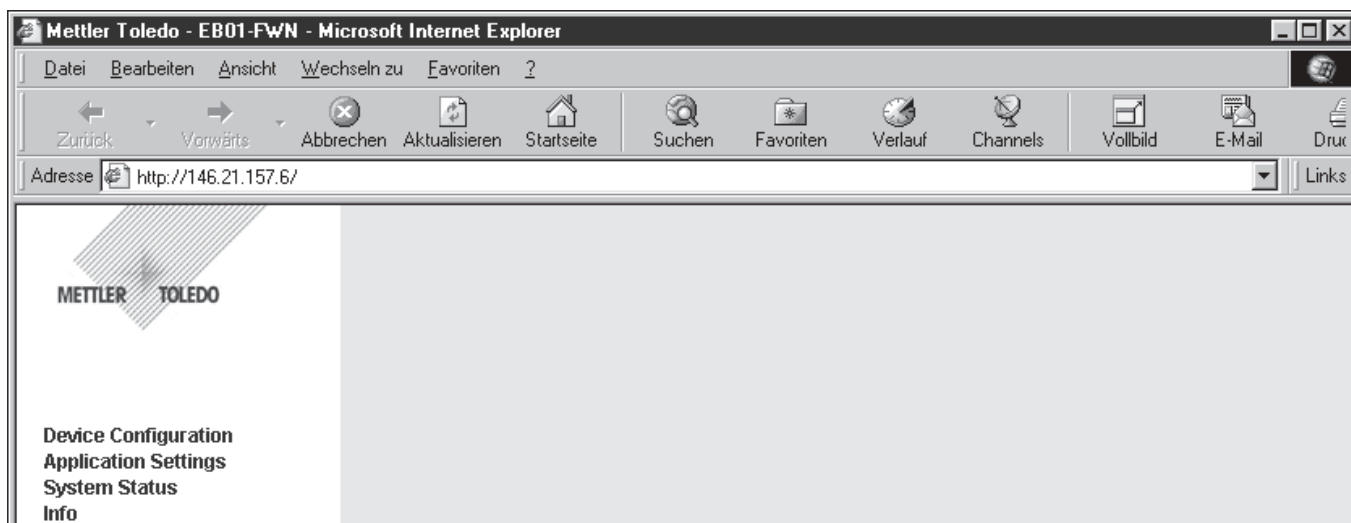 Mettler Toledo - EB01-FWN - Microsoft Internet Explorer
Datei Bearbeiten Ansicht Wechseln zu Favoriten ?
Zurück Vorwärts Abbrechen Aktualisieren Startseite Suchen Favoriten Verlauf Channels Vollbild E-Mail
Adresse http://146.21.157.6/ Links
METTLER TOLEDO
Device Configuration
Application Settings
System Status
Info